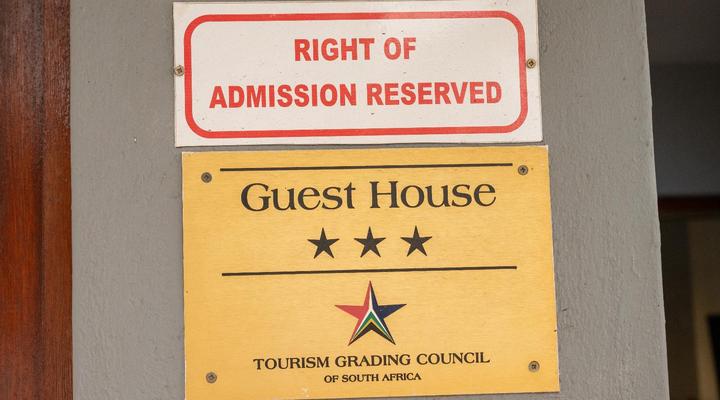 RIGHT OF
ADMISSION RESERVED
Guest House
TOURISM GRADING COUNCIL
OF SOUTH AFRICA